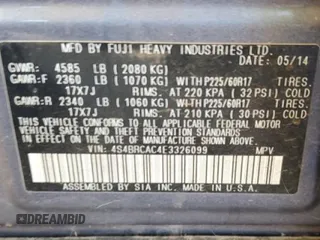 MFD BY FUJI HEAVY INDUSTRIES LTD.
DATE: 05/14
GVWR: 4585 LB (2080 KG)
GAWR:F 2360 LB (1070 KG) WITH P225/60R17 TIRES,
17X7J RIMS, AT 220 KPA (32 PSI) COLD
GAWR:R 2340 LB (1060 KG) WITH P225/60R17 TIRES,
17X7J RIMS, AT 210 KPA (30 PSI) COLD
THIS VEHICLE CONFORMS TO ALL APPLICABLE
FEDERAL MOTOR VEHICLE SAFETY
STANDARDS IN EFFECT ON THE DATE OF
MANUFACTURE SHOWN ABOVE.
VIN: 4S4BRCAC4E3326099 MPV
ASSEMBLED BY SIA INC. MADE IN U.S.A.
© 2025 IDREAMBID